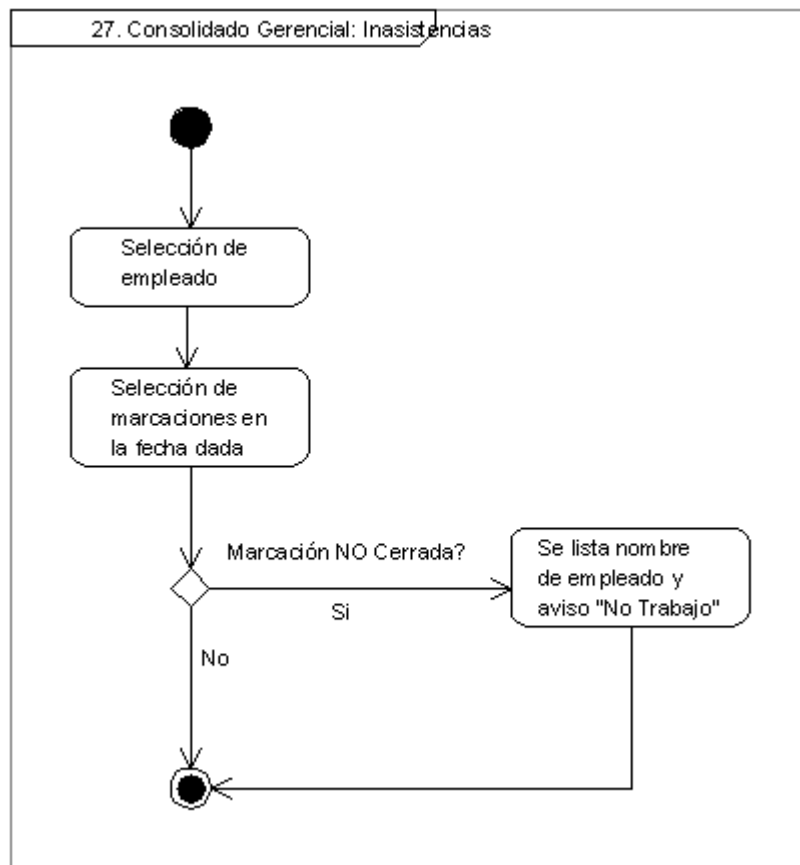 27. Consolidado Gerencial: Inasistencias
Selección de
empleado
Selección de
marcaciones en
la fecha dada
Marcación NO Cerrada?
Si
Se lista nombre
de empleado y
aviso "No Trabajo"
No